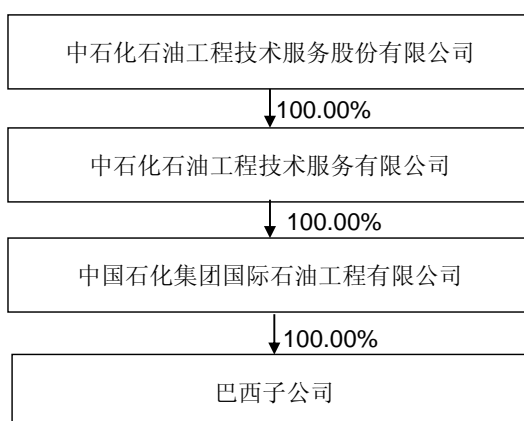 中石化石油工程技术服务股份有限公司
100.00%
中石化石油工程技术服务有限公司
100.00%
中国石化集团国际石油工程有限公司
100.00%
巴西子公司